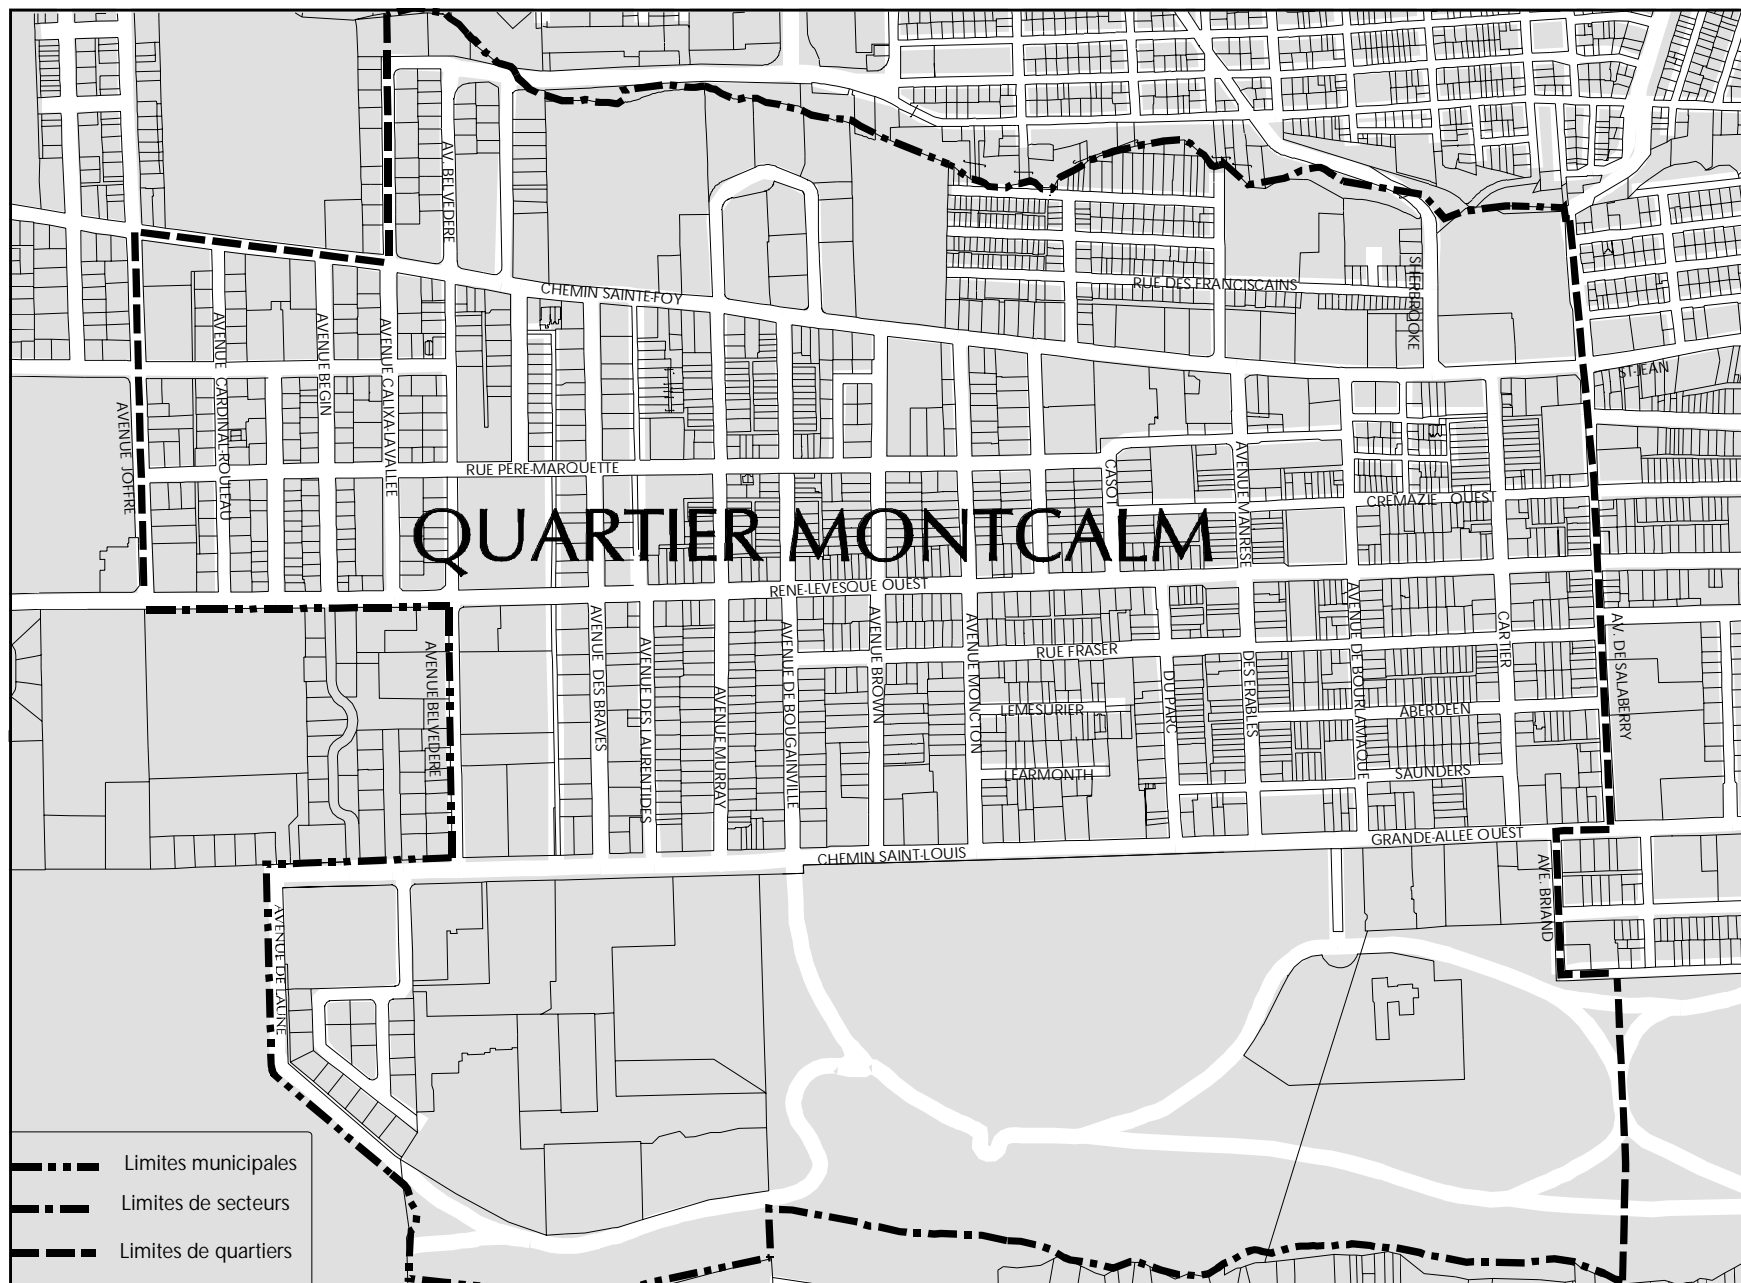 AV. BELVEDERE
CHEMIN SAINTE-FOY
RUE DES FRANCISCAINS
SHERBROOKE
ST-JEAN
AVENUE JOFFRE
AVENUE CARDINAL-ROULEAU
AVENUE BEGIN
AVENUE CALIXA-LAVALLEE
RUE PERE-MARQUETTE
CASOT
AVENUE MANRESE
CREMAZIE OUEST
QUARTIER MONTCALM
RENE-LEVESQUE OUEST
AVENUE BELVEDERE
AVENUE DES BRAVES
AVENUE DES LAURENTIDES
AVENUE MURRAY
AVENUE DE BOUGAINVILLE
AVENUE BROWN
AVENUE MONCTON
RUE FRASER
LEMESURIER
LEARMONTH
DU PARC
DES ERABLES
AVENUE DE BOURLAMAQUE
ABERDEEN
SAUNDERS
CARTIER
AV. DE SALABERRY
CHEMIN SAINT-LOUIS
GRANDE-ALLEE OUEST
AVE. BRIAND
AVENUE DE LAUNE
Limites municipales
Limites de secteurs
Limites de quartiers